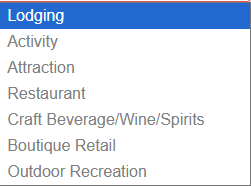 Lodging
Activity
Attraction
Restaurant
Craft Beverage/Wine/Spirits
Boutique Retail
Outdoor Recreation